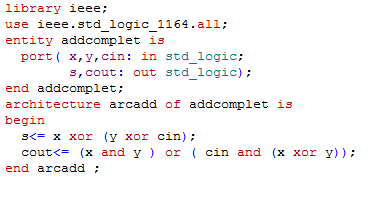 library ieee;
use ieee.std_logic_1164.all;
entity addcomplet is
port( x,y,cin: in std_logic;
s,cout: out std_logic);
end addcomplet;
architecture arcadd of addcomplet is
begin
s<= x xor (y xor cin);
cout<= (x and y ) or ( cin and (x xor y));
end arcadd ;